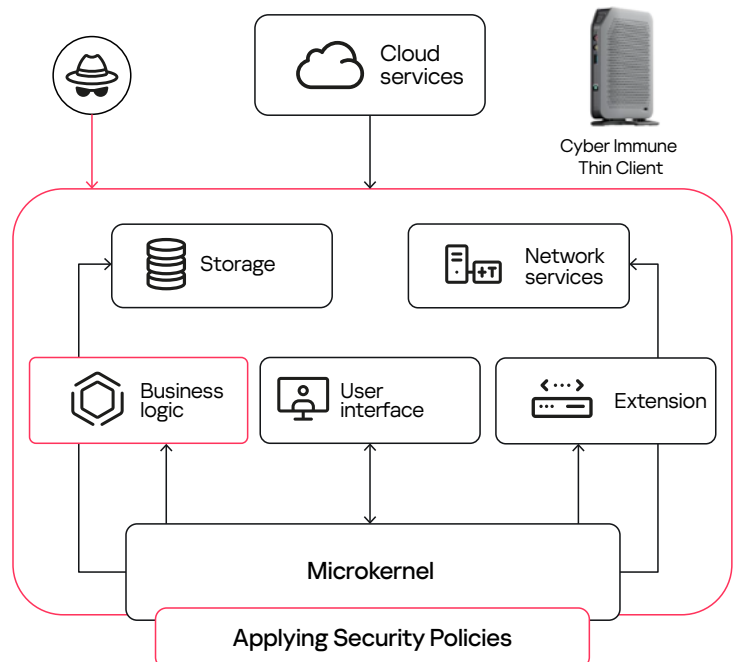 Cloud
services
Cyber Immune
Thin Client
Storage
Network
services
Business
logic
User
interface
Extension
Microkernel
Applying Security Policies